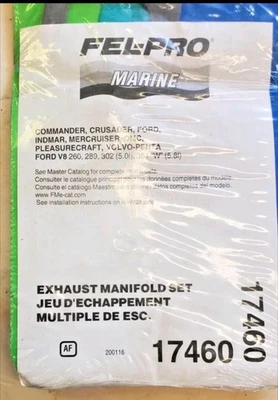 FEL-PRO®
MARINE
COMMANDER, CRUSADER, FORD,
INDMAR, MERCRUISER, OMC,
PLEASURECRAFT, VOLVO-PENTA
FORD V8 260, 289, 302 (5.0l), 351 "W" (5.8l)
See Master Catalog for complete
Consulter le catalogue principal pour les données complètes du modèle.
Consulte el catálogo Maestro para datos completos del modelo.
www.FMe-cat.com
See installation instructions on
EXHAUST MANIFOLD SET
JEU D'ECHAPPEMENT
MULTIPLE DE ESC.
AF
200116
17460
17460